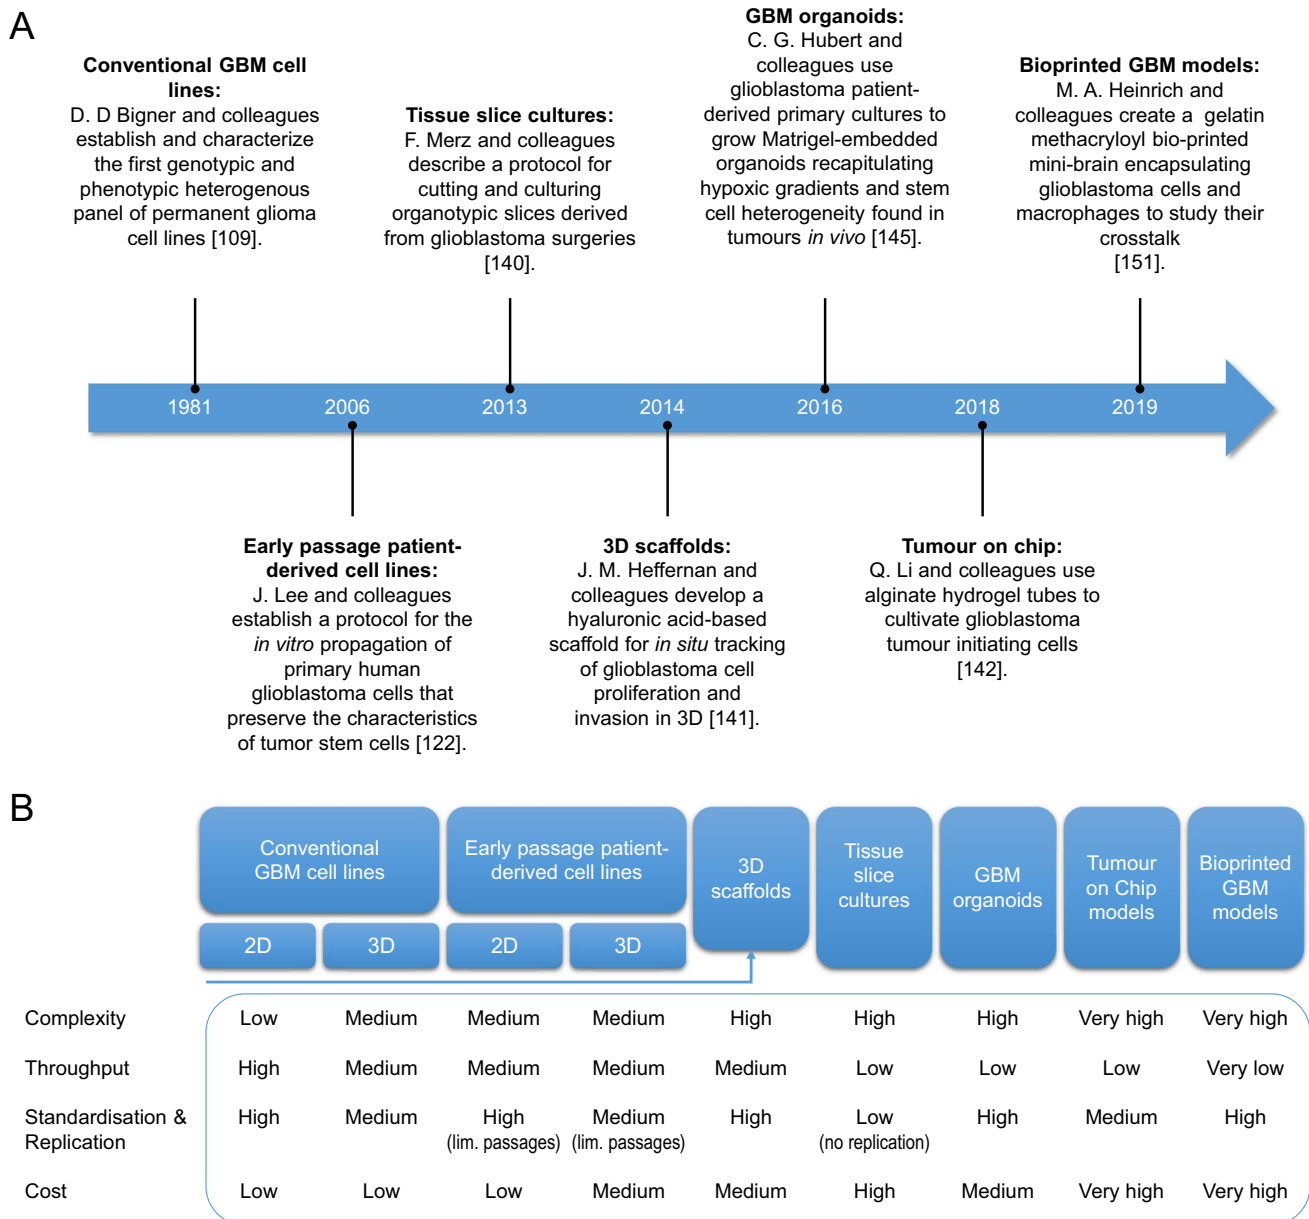 A
Conventional GBM cell
lines:
D. D Bigner and colleagues
establish and characterize
the first genotypic and
phenotypic heterogenous
panel of permanent glioma
cell lines [109].
Tissue slice cultures:
F. Merz and colleagues
describe a protocol for
cutting and culturing
organotypic slices derived
from glioblastoma surgeries
[140].
GBM organoids:
C. G. Hubert and
colleagues use
glioblastoma patient-
derived primary cultures to
grow Matrigel-embedded
organoids recapitulating
hypoxic gradients and stem
cell heterogeneity found in
tumours in vivo [145].
Bioprinted GBM models:
M. A. Heinrich and
colleagues create a gelatin
methacryloyl bio-printed
mini-brain encapsulating
glioblastoma cells and
macrophages to study their
crosstalk
[151].
1981 2006 2013 2014 2016 2018 2019
Early passage patient-
derived cell lines:
J. Lee and colleagues
establish a protocol for the
in vitro propagation of
primary human
glioblastoma cells that
preserve the characteristics
of tumor stem cells [122].
3D scaffolds:
J. M. Heffernan and
colleagues develop a
hyaluronic acid-based
scaffold for in situ tracking
of glioblastoma cell
proliferation and
invasion in 3D [141].
Tumour on chip:
Q. Li and colleagues use
alginate hydrogel tubes to
cultivate glioblastoma
tumour initiating cells
[142].
B
Conventional
GBM cell lines
Early passage patient-
derived cell lines
3D
scaffolds
Tissue
slice
cultures
GBM
organoids
Tumour
on Chip
models
Bioprinted
GBM
models
2D 3D 2D 3D
Complexity Low Medium Medium Medium High High High Very high Very high
Throughput High Medium Medium Medium Medium Low Low Low Very low
Standardisation & High Medium High Medium High Low High Medium High
Replication (lim. passages) (lim. passages) (no replication)
Cost Low Low Low Medium Medium High Medium Very high Very high